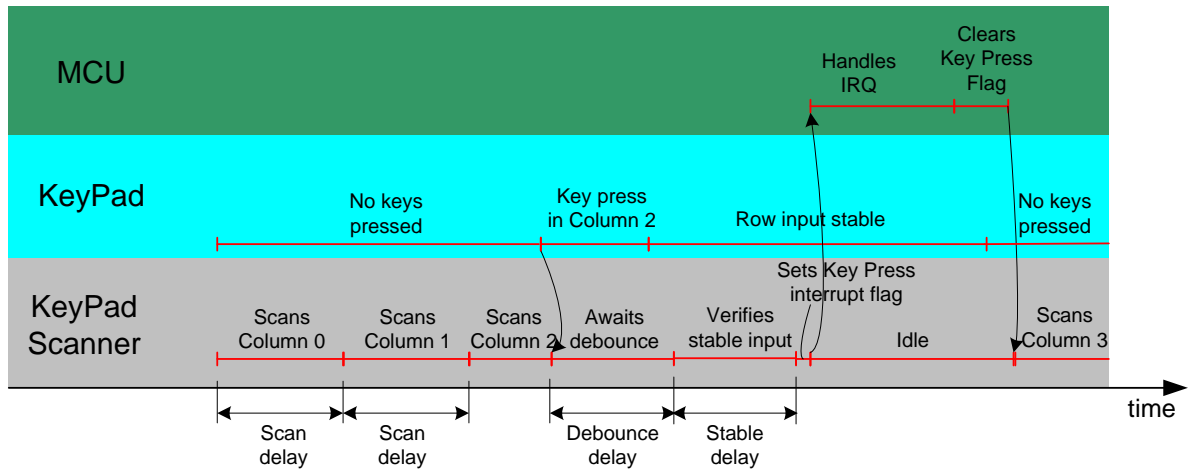 MCU
Handles
IRQ
Clears
Key Press
Flag
KeyPad
No keys
pressed
Key press
in Column 2
Row input stable
No keys
pressed
KeyPad
Scanner
Scans
Column 0
Scans
Column 1
Scans
Column 2
Awaits
debounce
Verifies
stable input
Sets Key Press
interrupt flag
Idle
Scans
Column 3
time
Scan
delay
Scan
delay
Debounce
delay
Stable
delay